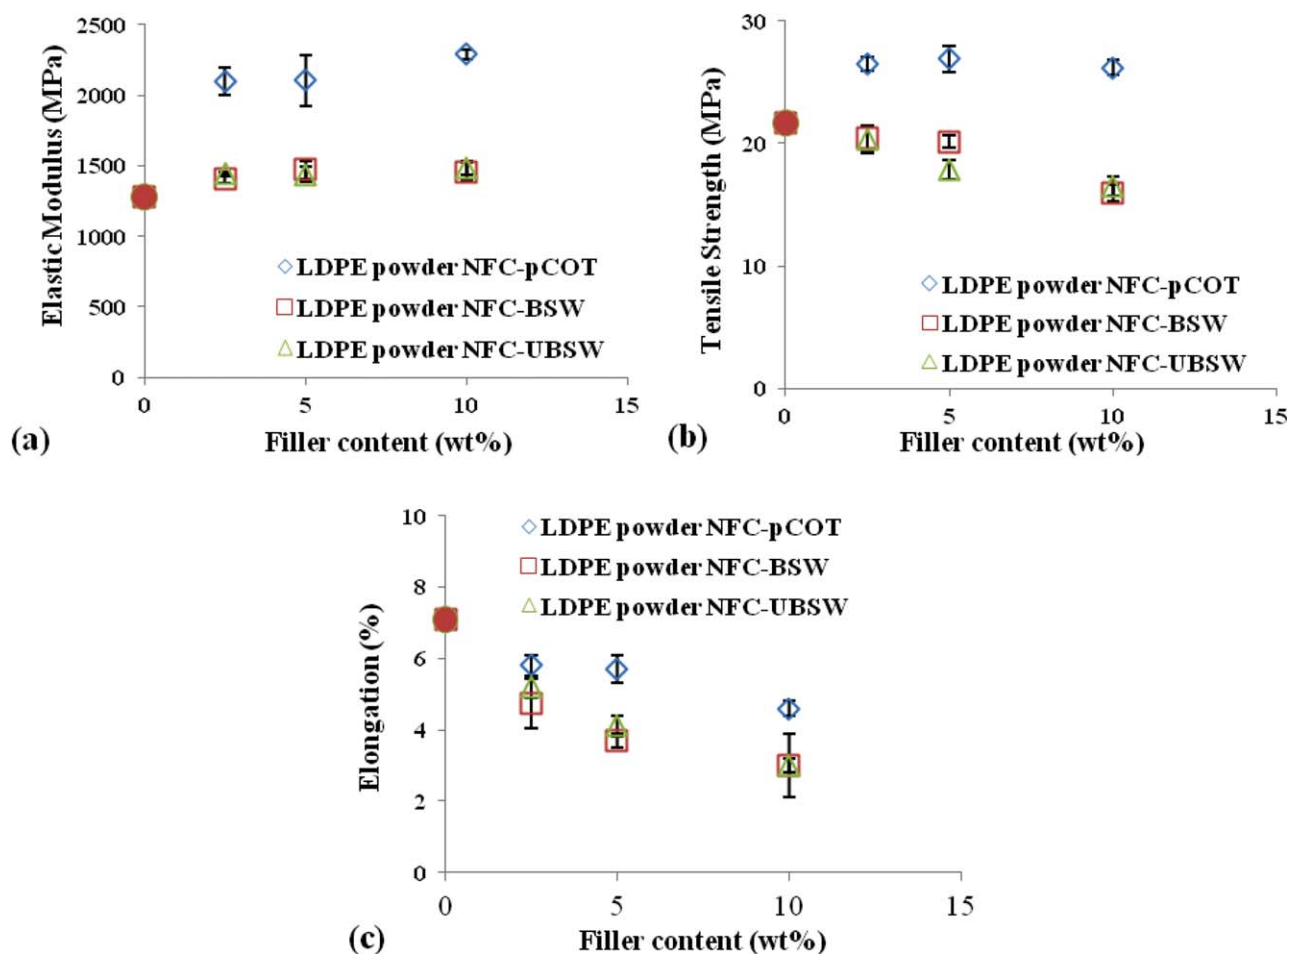 2500
2000
1500
1000
500
0
Elastic Modulus (MPa)
LDPE powder NFC-pCOT
LDPE powder NFC-BSW
LDPE powder NFC-UBSW
0 5 10 15
Filler content (wt%)
(a)
30
20
10
0
Tensile Strength (MPa)
LDPE powder NFC-pCOT
LDPE powder NFC-BSW
LDPE powder NFC-UBSW
0 5 10 15
Filler content (wt%)
(b)
10
8
6
4
2
0
Elongation (%)
LDPE powder NFC-pCOT
LDPE powder NFC-BSW
LDPE powder NFC-UBSW
0 5 10 15
Filler content (wt%)
(c)